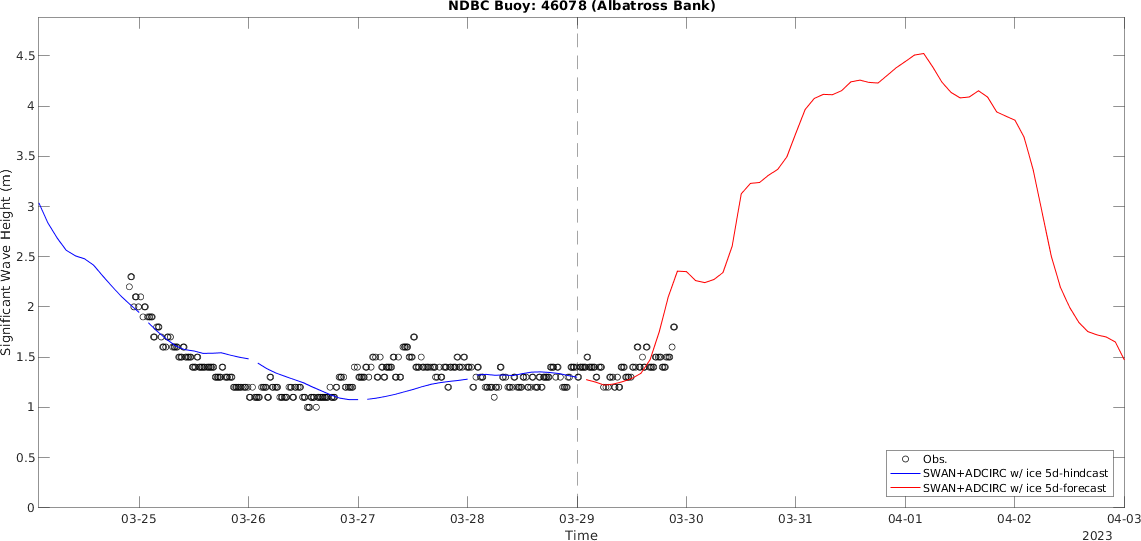 NDBC Buoy: 46078 (Albatross Bank)
Significant Wave Height (m)
4.5
4
3.5
3
2.5
2
1.5
1
0.5
0
Obs.
SWAN+ADCIRC w/ ice 5d-hindcast
SWAN+ADCIRC w/ ice 5d-forecast
03-25 03-26 03-27 03-28 03-29 03-30 03-31 04-01 04-02 04-03
Time
2023